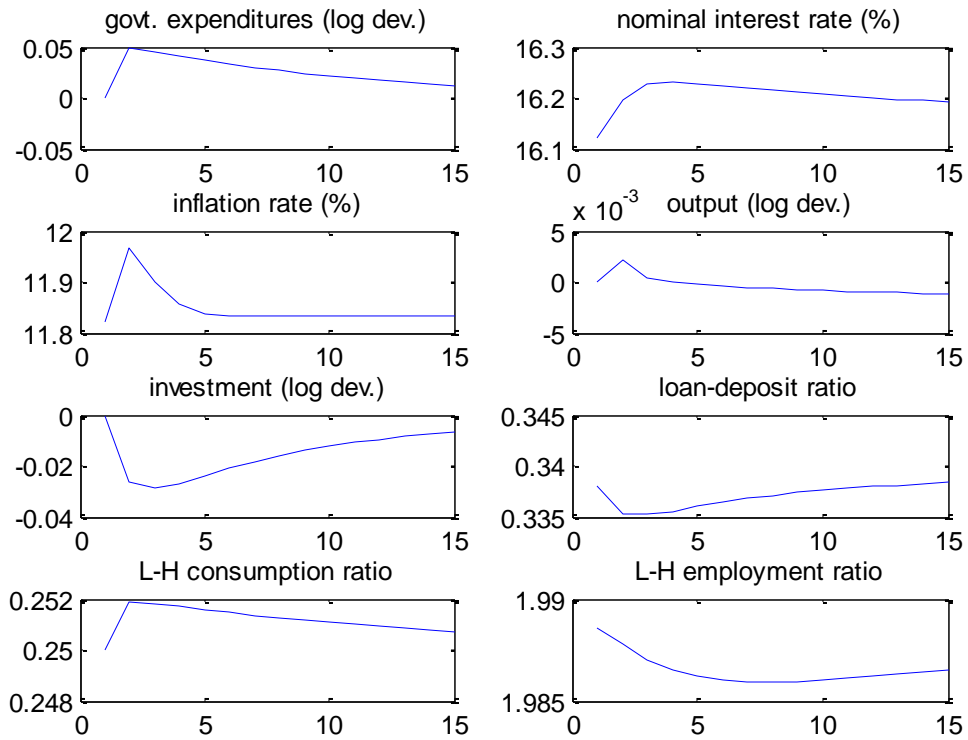 govt. expenditures (log dev.)
0.05
0
-0.05
0 5 10 15
nominal interest rate (%)
16.3
16.2
16.1
0 5 10 15
inflation rate (%)
12
11.9
11.8
0 5 10 15
x 10^-3 output (log dev.)
5
0
-5
0 5 10 15
investment (log dev.)
0
-0.02
-0.04
0 5 10 15
loan-deposit ratio
0.345
0.34
0.335
0 5 10 15
L-H consumption ratio
0.252
0.25
0.248
0 5 10 15
L-H employment ratio
1.99
1.985
0 5 10 15